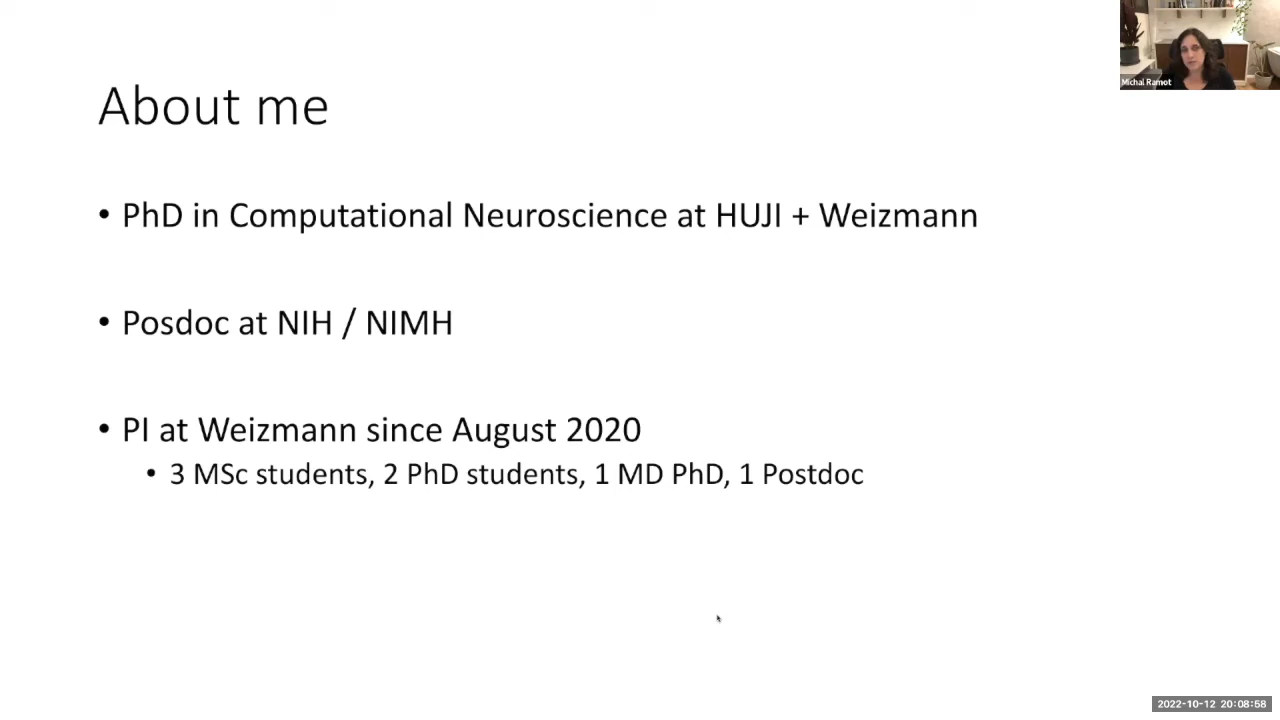 Michal Ramot
About me
• PhD in Computational Neuroscience at HUJI + Weizmann
• Posdoc at NIH / NIMH
• PI at Weizmann since August 2020
• 3 MSc students, 2 PhD students, 1 MD PhD, 1 Postdoc
2022-10-12 20:08:58